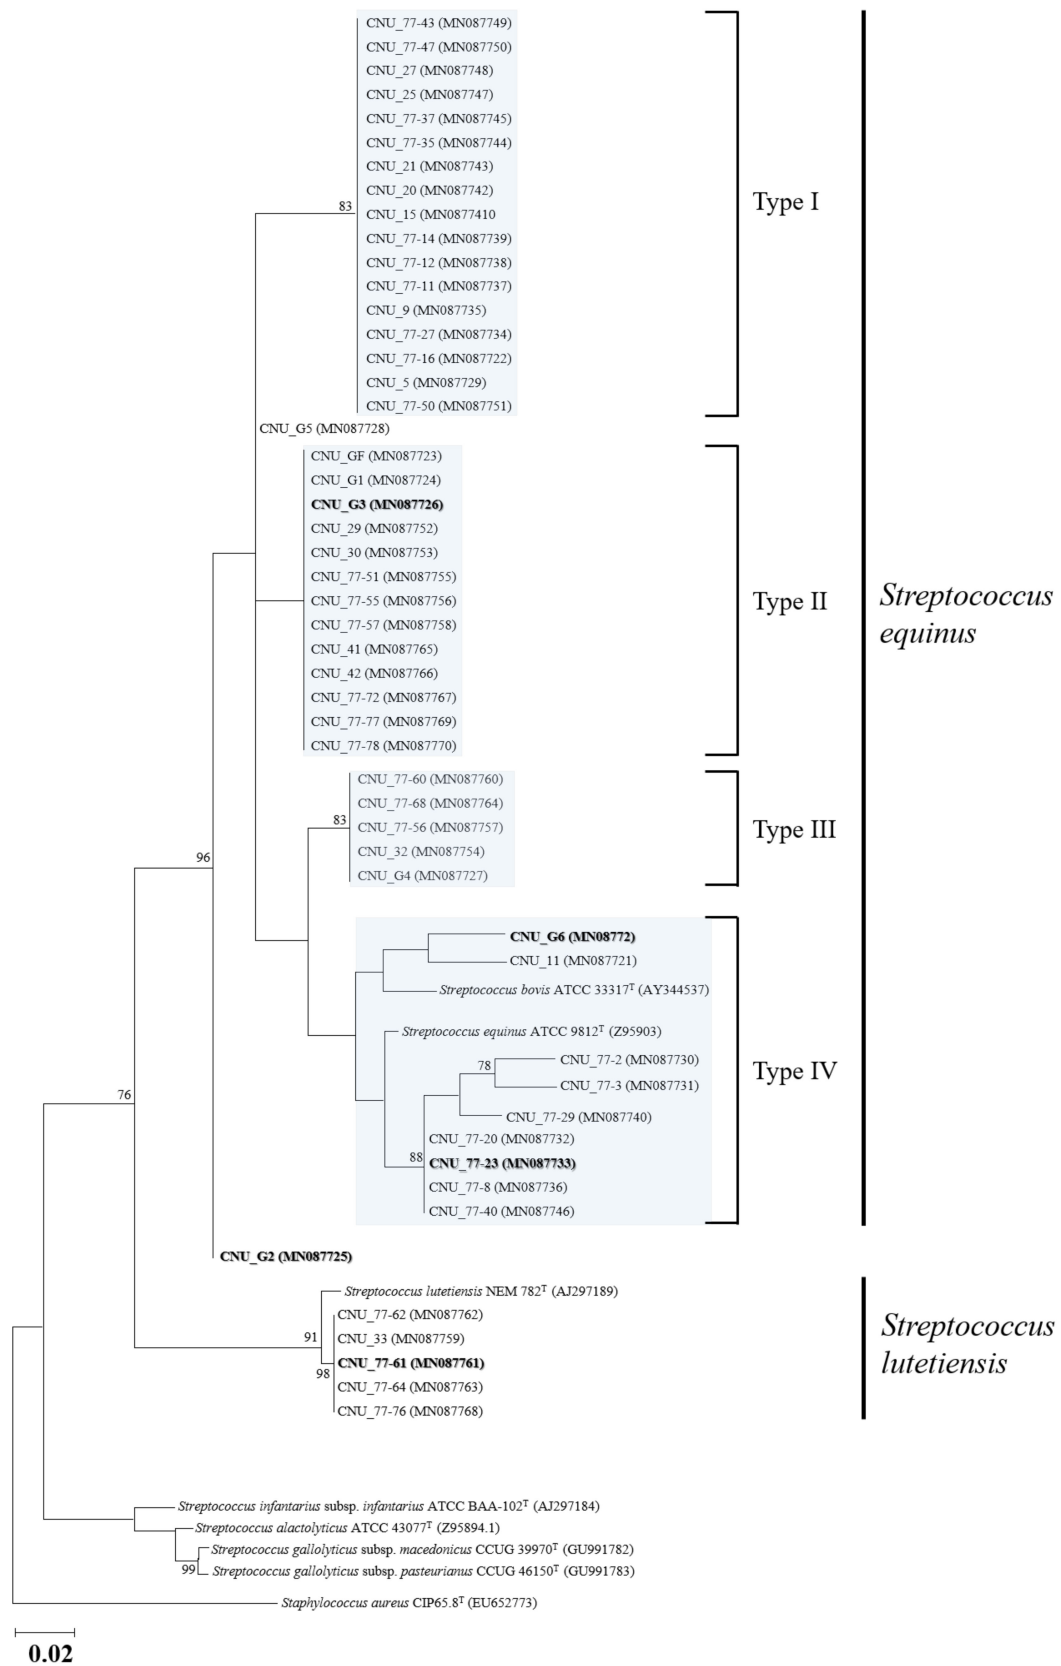 CNU_77-43 (MN087749)
CNU_77-47 (MN087750)
CNU_27 (MN087748)
CNU_25 (MN087747)
CNU_77-37 (MN087745)
CNU_77-35 (MN087744)
CNU_21 (MN087743)
CNU_20 (MN087742)
83
CNU_15 (MN0877410
Type I
CNU_77-14 (MN087739)
CNU_77-12 (MN087738)
CNU_77-11 (MN087737)
CNU_9 (MN087735)
CNU_77-27 (MN087734)
CNU_77-16 (MN087722)
CNU_5 (MN087729)
CNU_77-50 (MN087751)
CNU_G5 (MN087728)
CNU_GF (MN087723)
CNU_G1 (MN087724)
CNU_G3 (MN087726)
CNU_29 (MN087752)
CNU_30 (MN087753)
CNU_77-51 (MN087755)
CNU_77-55 (MN087756)
Type II
Streptococcus
equinus
CNU_77-57 (MN087758)
CNU_41 (MN087765)
CNU_42 (MN087766)
CNU_77-72 (MN087767)
CNU_77-77 (MN087769)
CNU_77-78 (MN087770)
CNU_77-60 (MN087760)
CNU_77-68 (MN087764)
83
CNU_77-56 (MN087757)
Type III
CNU_32 (MN087754)
96
CNU_G4 (MN087727)
CNU_G6 (MN08772)
CNU_11 (MN087721)
Streptococcus bovis ATCC 33317T (AY344537)
Streptococcus equinus ATCC 9812T (Z95903)
78
CNU_77-2 (MN087730)
Type IV
CNU_77-3 (MN087731)
76
CNU_77-29 (MN087740)
CNU_77-20 (MN087732)
88
CNU_77-23 (MN087733)
CNU_77-8 (MN087736)
CNU_77-40 (MN087746)
CNU_G2 (MN087725)
Streptococcus lutetiensis NEM 782T (AJ297189)
CNU_77-62 (MN087762)
91
CNU_33 (MN087759)
Streptococcus
lutetiensis
CNU_77-61 (MN087761)
98
CNU_77-64 (MN087763)
CNU_77-76 (MN087768)
Streptococcus infantarius subsp. infantarius ATCC BAA-102T (AJ297184)
Streptococcus alactolyticus ATCC 43077T (Z95894.1)
Streptococcus gallolyticus subsp. macedonicus CCUG 39970T (GU991782)
99
Streptococcus gallolyticus subsp. pasteurianus CCUG 46150T (GU991783)
Staphylococcus aureus CIP65.8T (EU652773)
0.02